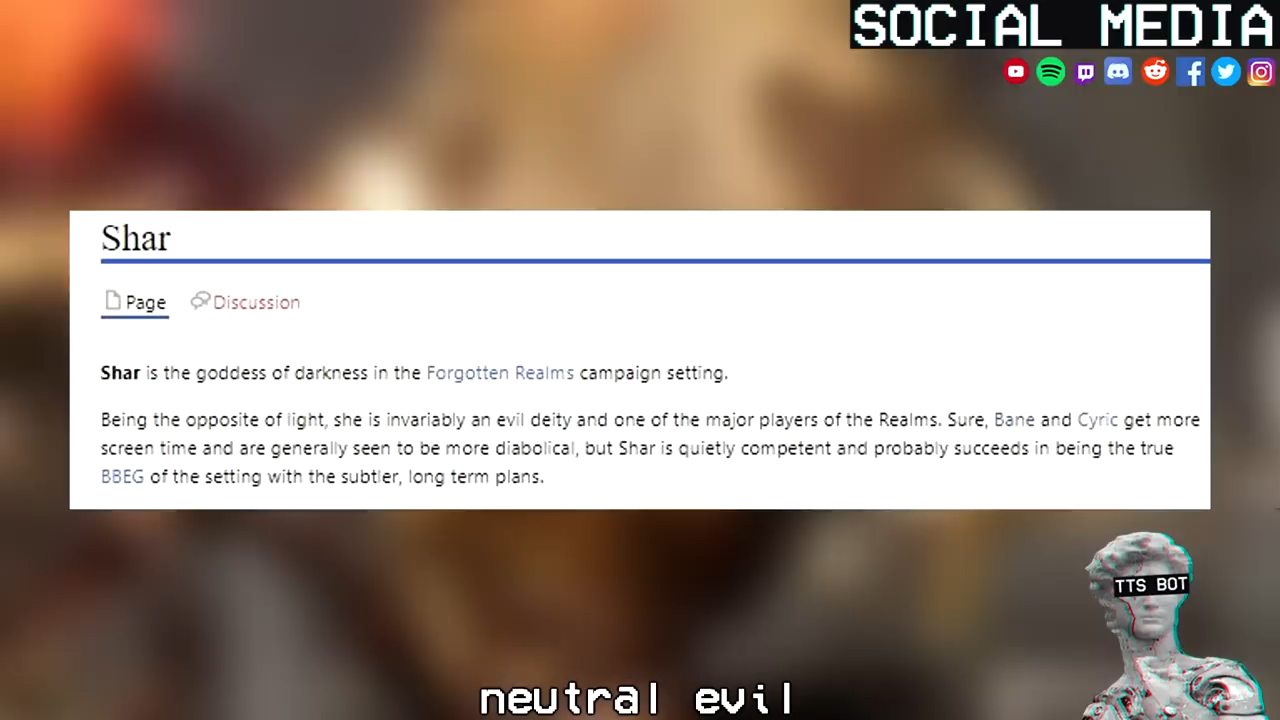 SOCIAL MEDIA
Shar
Page Discussion
Shar is the goddess of darkness in the Forgotten Realms campaign setting.
Being the opposite of light, she is invariably an evil deity and one of the major players of the Realms. Sure, Bane and Cyric get more
screen time and are generally seen to be more diabolical, but Shar is quietly competent and probably succeeds in being the true
BBEG of the setting with the subtler, long term plans.
TTS BOT
neutral evil